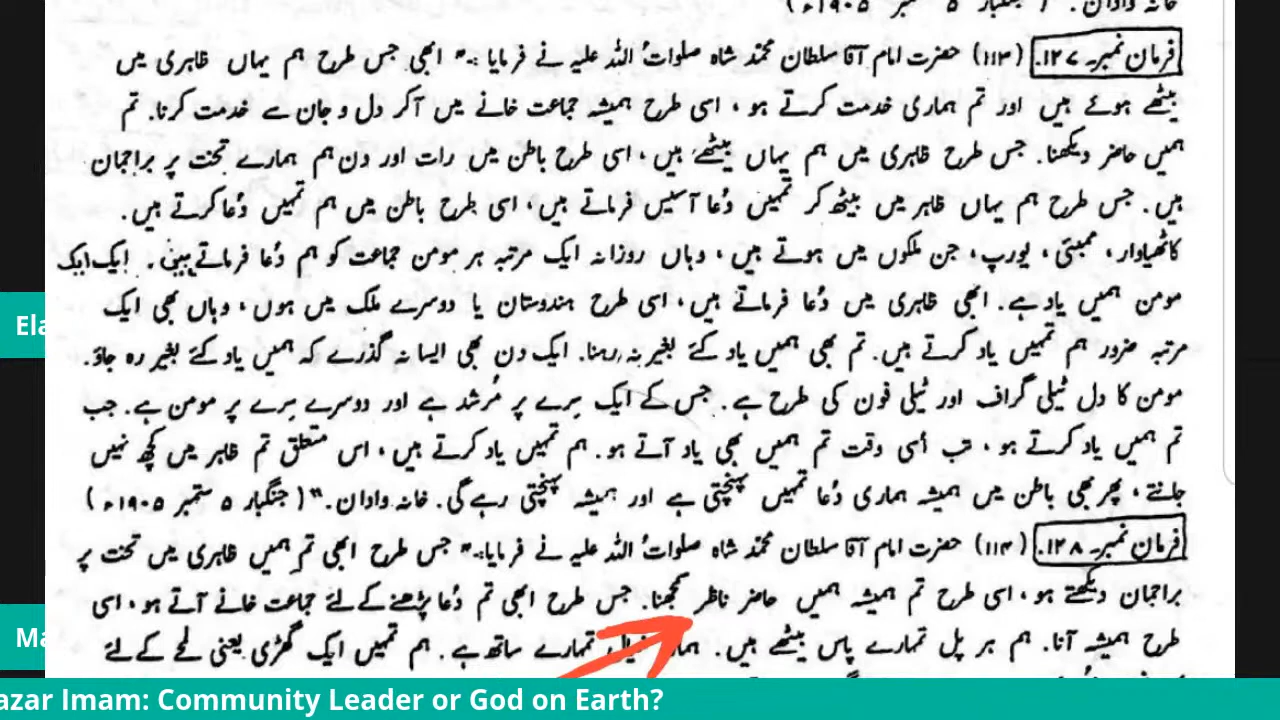 خانہ وادان۔ ( جنگبار ۵ ستمبر ۱۹۰۵ء )
فرمان نمبر ۱۲۷۔ (۱۱۳) حضرت امام آقا سلطان محمّد شاہ صلواتُ اللہ علیہ نے فرمایا :۔" ابھی جس طرح ہم یہاں ظاہری میں
بیٹھے ہوئے ہیں اور تم ہماری خدمت کرتے ہو ، اسی طرح ہمیشہ جماعت خانے میں آکر دل و جان سے خدمت کرنا۔ تم
ہمیں حاضر دیکھنا۔ جس طرح ظاہری میں ہم یہاں بیٹھے ہیں ، اسی طرح باطن میں رات اور دن ہم ہمارے تخت پر براجمان
ہیں۔ جس طرح ہم یہاں ظاہر میں بیٹھ کر تمہیں دُعا آسیس فرماتے ہیں ، اسی طرح باطن میں ہم تمہیں دُعا کرتے ہیں۔
کاٹھیاوار ، ممبئی ، یورپ ، جن ملکوں میں ہوتے ہیں ، وہاں روزانہ ایک مرتبہ ہر مومن جماعت کو ہم دُعا فرماتے ہیں۔ ایک ایک
مومن ہمیں یاد ہے۔ ابھی ظاہری میں دُعا فرماتے ہیں ، اسی طرح ہندوستان یا دوسرے ملک میں ہوں ، وہاں بھی ایک
مرتبہ ضرور ہم تمہیں یاد کرتے ہیں۔ تم بھی ہمیں یاد کئے بغیر نہ رہنا۔ ایک دن بھی ایسا نہ گذرے کہ ہمیں یاد کئے بغیر رہ جاؤ۔
مومن کا دل ٹیلی گراف اور ٹیلی فون کی طرح ہے۔ جس کے ایک سِرے پر مُرشد ہے اور دوسرے سِرے پر مومن ہے۔ جب
تم ہمیں یاد کرتے ہو ، تب اُسی وقت تم ہمیں بھی یاد آتے ہو۔ ہم تمہیں یاد کرتے ہیں ، اس متعلق تم ظاہر میں کچھ نہیں
جانتے ، پھر بھی باطن میں ہمیشہ ہماری دُعا تمہیں پہنچتی ہے اور ہمیشہ پہنچتی رہے گی۔ خانہ وادان۔" ( جنگبار ۵ ستمبر ۱۹۰۵ء )
فرمان نمبر ۱۲۸۔ (۱۱۴) حضرت امام آقا سلطان محمّد شاہ صلواتُ اللہ علیہ نے فرمایا:۔" جس طرح ابھی تم ہمیں ظاہری میں تخت پر
براجمان دیکھتے ہو ، اسی طرح تم ہمیشہ ہمیں حاضر ناظر سمجھنا۔ جس طرح ابھی تم دُعا پڑھنے کے لئے جماعت خانے آتے ہو ، اسی
طرح ہمیشہ آنا۔ ہم ہر پل تمہارے پاس بیٹھے ہیں۔ ہمارا خیال تمہارے ساتھ ہے۔ ہم تمہیں ایک گھڑی یعنی لمحے کے لئے
Ela
Ma
azar Imam: Community Leader or God on Earth?